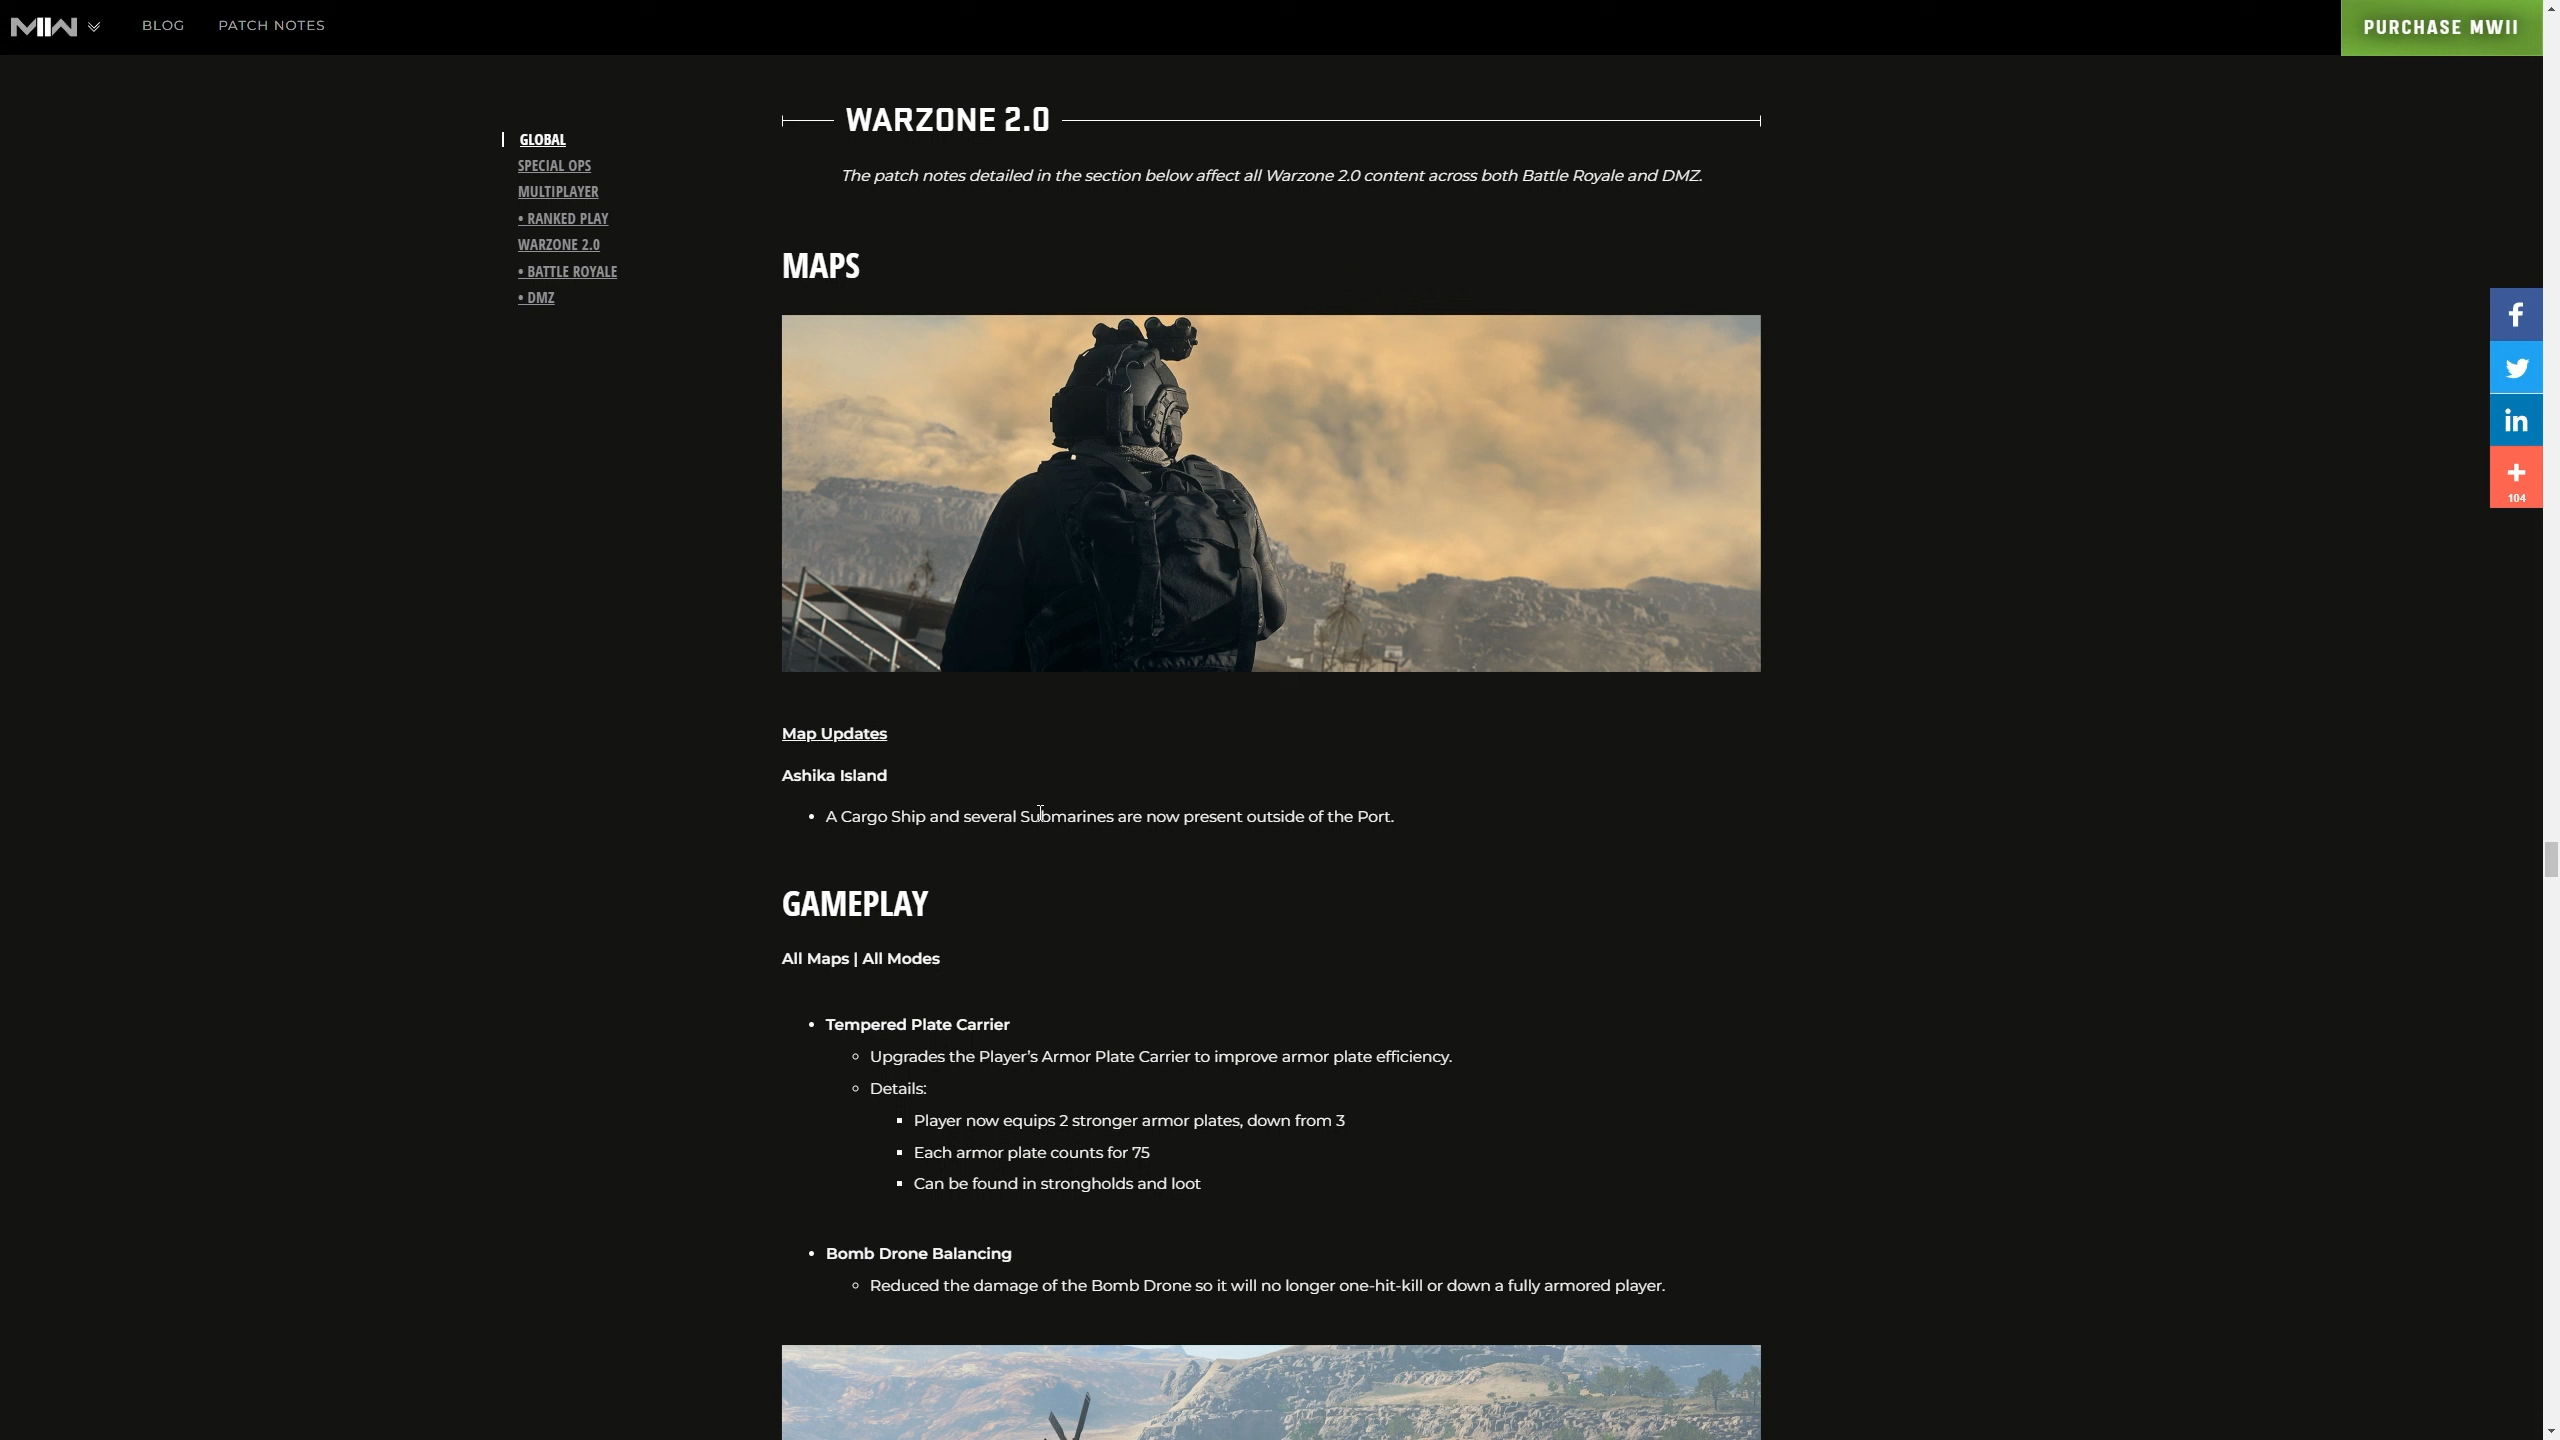 MIIW
BLOG
PATCH NOTES
PURCHASE MWII
GLOBAL
SPECIAL OPS
MULTIPLAYER
• RANKED PLAY
WARZONE 2.0
• BATTLE ROYALE
• DMZ
WARZONE 2.0
The patch notes detailed in the section below affect all Warzone 2.0 content across both Battle Royale and DMZ.
MAPS
f
in
+
104
Map Updates
Ashika Island
• A Cargo Ship and several Submarines are now present outside of the Port.
GAMEPLAY
All Maps | All Modes
• Tempered Plate Carrier
◦ Upgrades the Player’s Armor Plate Carrier to improve armor plate efficiency.
◦ Details:
▪ Player now equips 2 stronger armor plates, down from 3
▪ Each armor plate counts for 75
▪ Can be found in strongholds and loot
• Bomb Drone Balancing
◦ Reduced the damage of the Bomb Drone so it will no longer one-hit-kill or down a fully armored player.